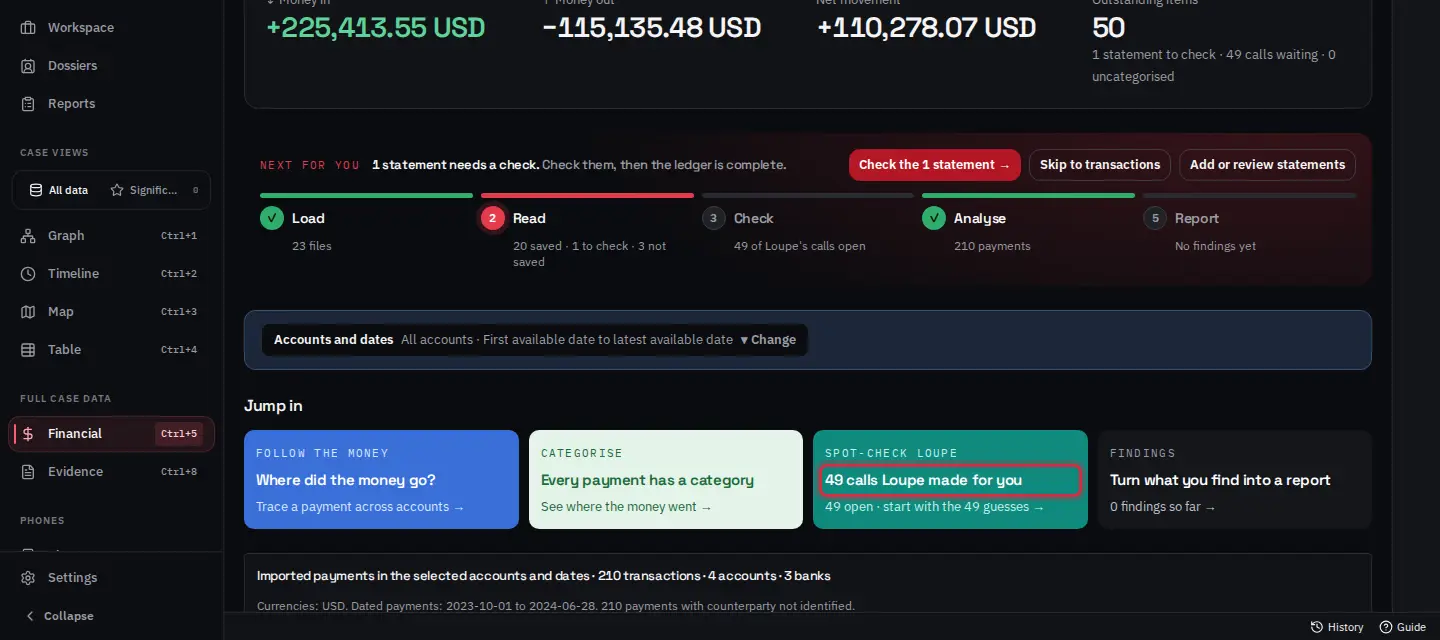 Workspace
Dossiers
Reports
CASE VIEWS
All data Signific... 0
Graph Ctrl+1
Timeline Ctrl+2
Map Ctrl+3
Table Ctrl+4
FULL CASE DATA
Financial Ctrl+5
Evidence Ctrl+8
PHONES
Settings
Collapse
↓ Money in
↑ Money out
Net movement
Outstanding items
+225,413.55 USD
−115,135.48 USD
+110,278.07 USD
50
1 statement to check · 49 calls waiting · 0
uncategorised
NEXT FOR YOU 1 statement needs a check. Check them, then the ledger is complete.
Check the 1 statement →
Skip to transactions
Add or review statements
✓ Load
23 files
2 Read
20 saved · 1 to check · 3 not
saved
3 Check
49 of Loupe's calls open
✓ Analyse
210 payments
5 Report
No findings yet
Accounts and dates All accounts · First available date to latest available date ▾ Change
Jump in
FOLLOW THE MONEY
Where did the money go?
Trace a payment across accounts →
CATEGORISE
Every payment has a category
See where the money went →
SPOT-CHECK LOUPE
49 calls Loupe made for you
49 open · start with the 49 guesses →
FINDINGS
Turn what you find into a report
0 findings so far →
Imported payments in the selected accounts and dates · 210 transactions · 4 accounts · 3 banks
Currencies: USD. Dated payments: 2023-10-01 to 2024-06-28. 210 payments with counterparty not identified.
History
Guide